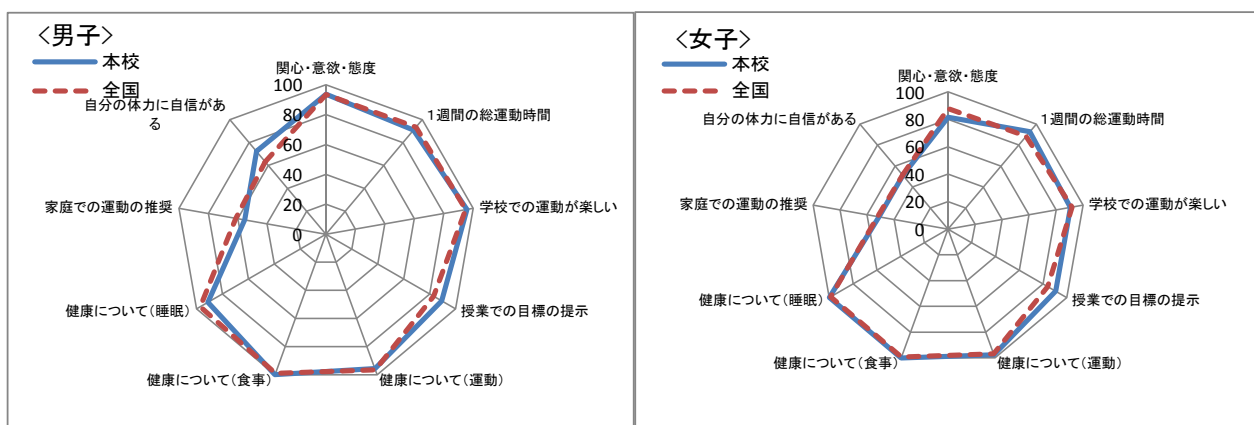 <男子>
本校
全国
関心・意欲・態度
1週間の総運動時間
学校での運動が楽しい
授業での目標の提示
健康について(運動)
健康について(食事)
健康について(睡眠)
家庭での運動の推奨
自分の体力に自信があ
る
100
80
60
40
20
0
<女子>
本校
全国
関心・意欲・態度
1週間の総運動時間
学校での運動が楽しい
授業での目標の提示
健康について(運動)
健康について(食事)
健康について(睡眠)
家庭での運動の推奨
自分の体力に自信がある
100
80
60
40
20
0